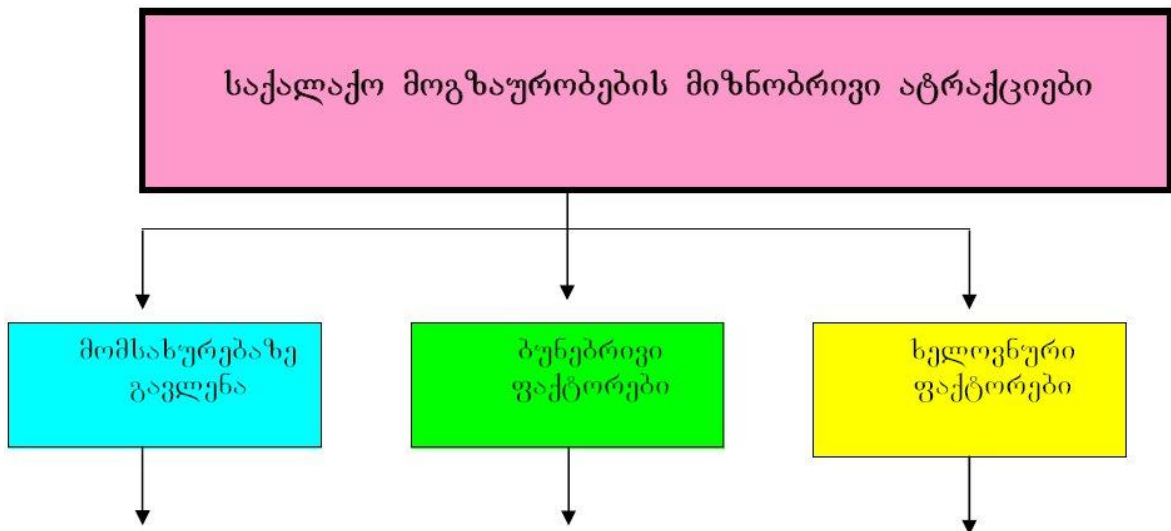 საქალაქო მოგზაურობების მიზნობრივი ატრაქციები
მომსახურებაზე
გავლენა
ბუნებრივი
ფაქტორები
ხელოვნური
ფაქტორები